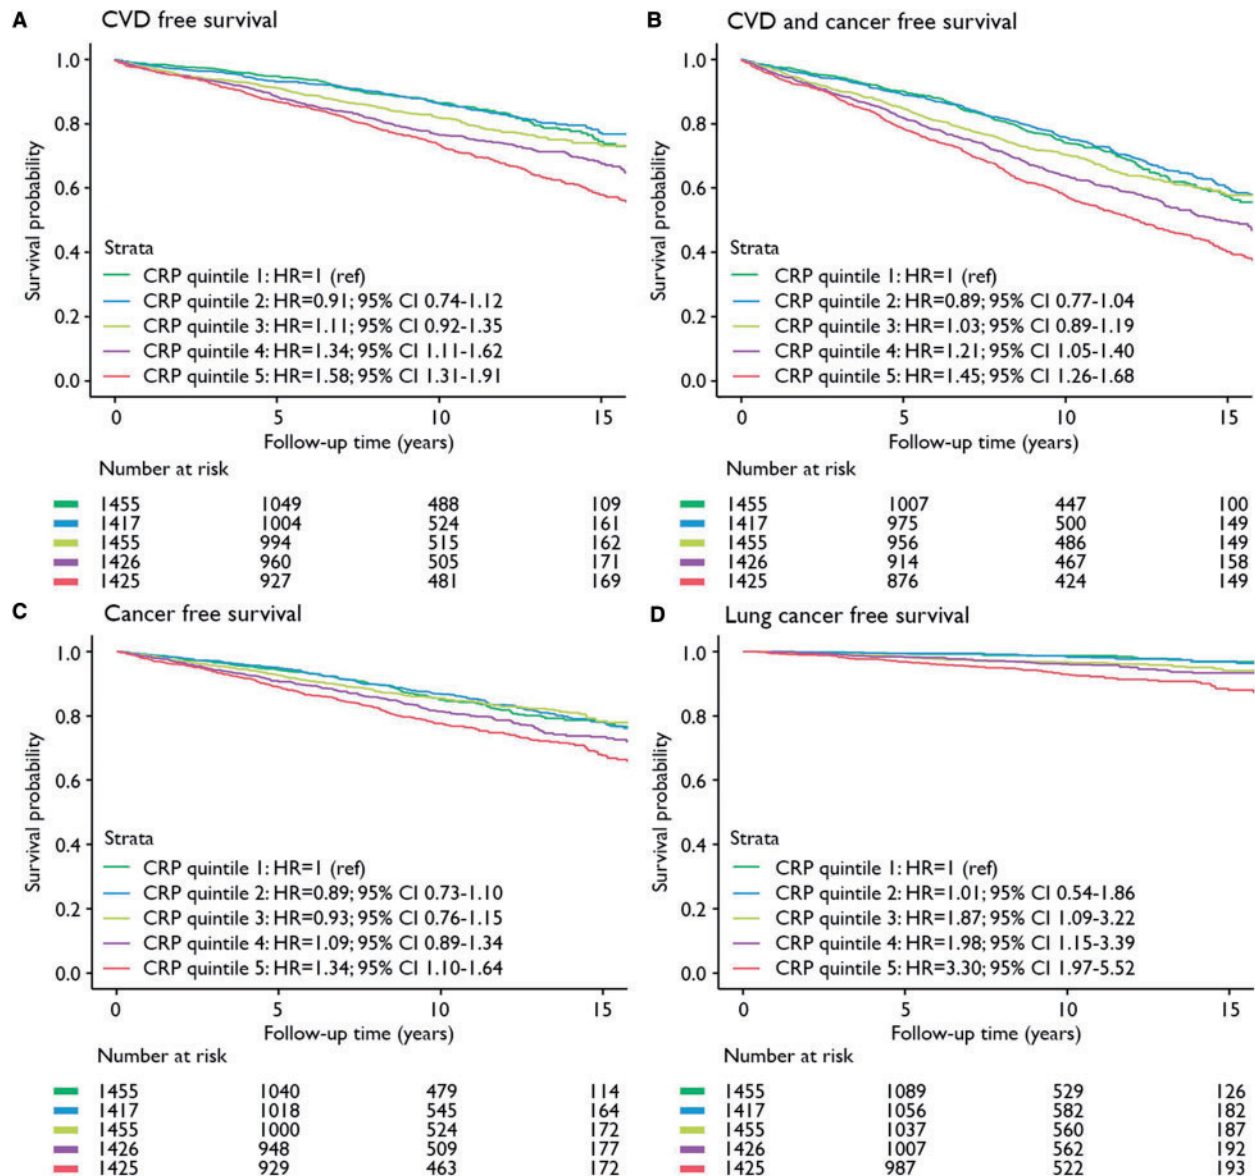 A CVD free survival
1.0
0.8
0.6
0.4
0.2
0.0
Survival probability
Strata
CRP quintile 1: HR=1 (ref)
CRP quintile 2: HR=0.91; 95% CI 0.74-1.12
CRP quintile 3: HR=1.11; 95% CI 0.92-1.35
CRP quintile 4: HR=1.34; 95% CI 1.11-1.62
CRP quintile 5: HR=1.58; 95% CI 1.31-1.91
0 5 10 15
Follow-up time (years)
Number at risk
1455 1049 488 109
1417 1004 524 161
1455 994 515 162
1426 960 505 171
1425 927 481 169
B CVD and cancer free survival
1.0
0.8
0.6
0.4
0.2
0.0
Survival probability
Strata
CRP quintile 1: HR=1 (ref)
CRP quintile 2: HR=0.89; 95% CI 0.77-1.04
CRP quintile 3: HR=1.03; 95% CI 0.89-1.19
CRP quintile 4: HR=1.21; 95% CI 1.05-1.40
CRP quintile 5: HR=1.45; 95% CI 1.26-1.68
0 5 10 15
Follow-up time (years)
Number at risk
1455 1007 447 100
1417 975 500 149
1455 956 486 149
1426 914 467 158
1425 876 424 149
C Cancer free survival
1.0
0.8
0.6
0.4
0.2
0.0
Survival probability
Strata
CRP quintile 1: HR=1 (ref)
CRP quintile 2: HR=0.89; 95% CI 0.73-1.10
CRP quintile 3: HR=0.93; 95% CI 0.76-1.15
CRP quintile 4: HR=1.09; 95% CI 0.89-1.34
CRP quintile 5: HR=1.34; 95% CI 1.10-1.64
0 5 10 15
Follow-up time (years)
Number at risk
1455 1040 479 114
1417 1018 545 164
1455 1000 524 172
1426 948 509 177
1425 929 463 172
D Lung cancer free survival
1.0
0.8
0.6
0.4
0.2
0.0
Survival probability
Strata
CRP quintile 1: HR=1 (ref)
CRP quintile 2: HR=1.01; 95% CI 0.54-1.86
CRP quintile 3: HR=1.87; 95% CI 1.09-3.22
CRP quintile 4: HR=1.98; 95% CI 1.15-3.39
CRP quintile 5: HR=3.30; 95% CI 1.97-5.52
0 5 10 15
Follow-up time (years)
Number at risk
1455 1089 529 126
1417 1056 582 182
1455 1037 560 187
1426 1007 562 192
1425 987 522 193